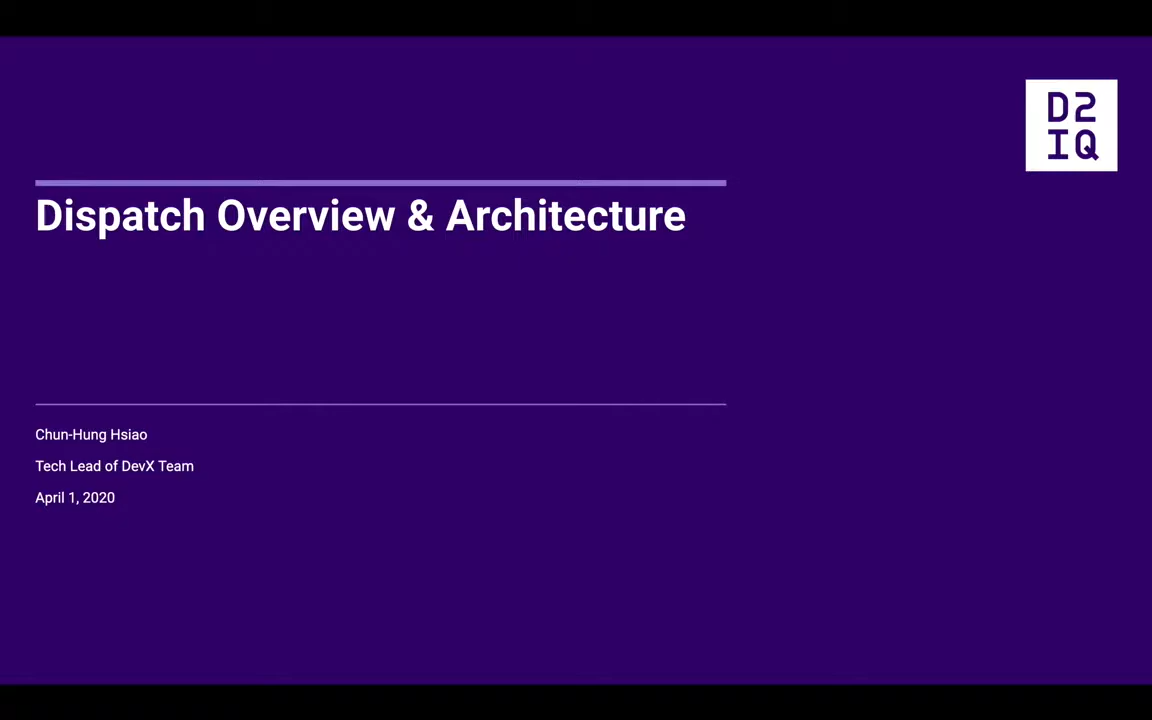 D2
IQ
Dispatch Overview & Architecture
Chun-Hung Hsiao
Tech Lead of DevX Team
April 1, 2020